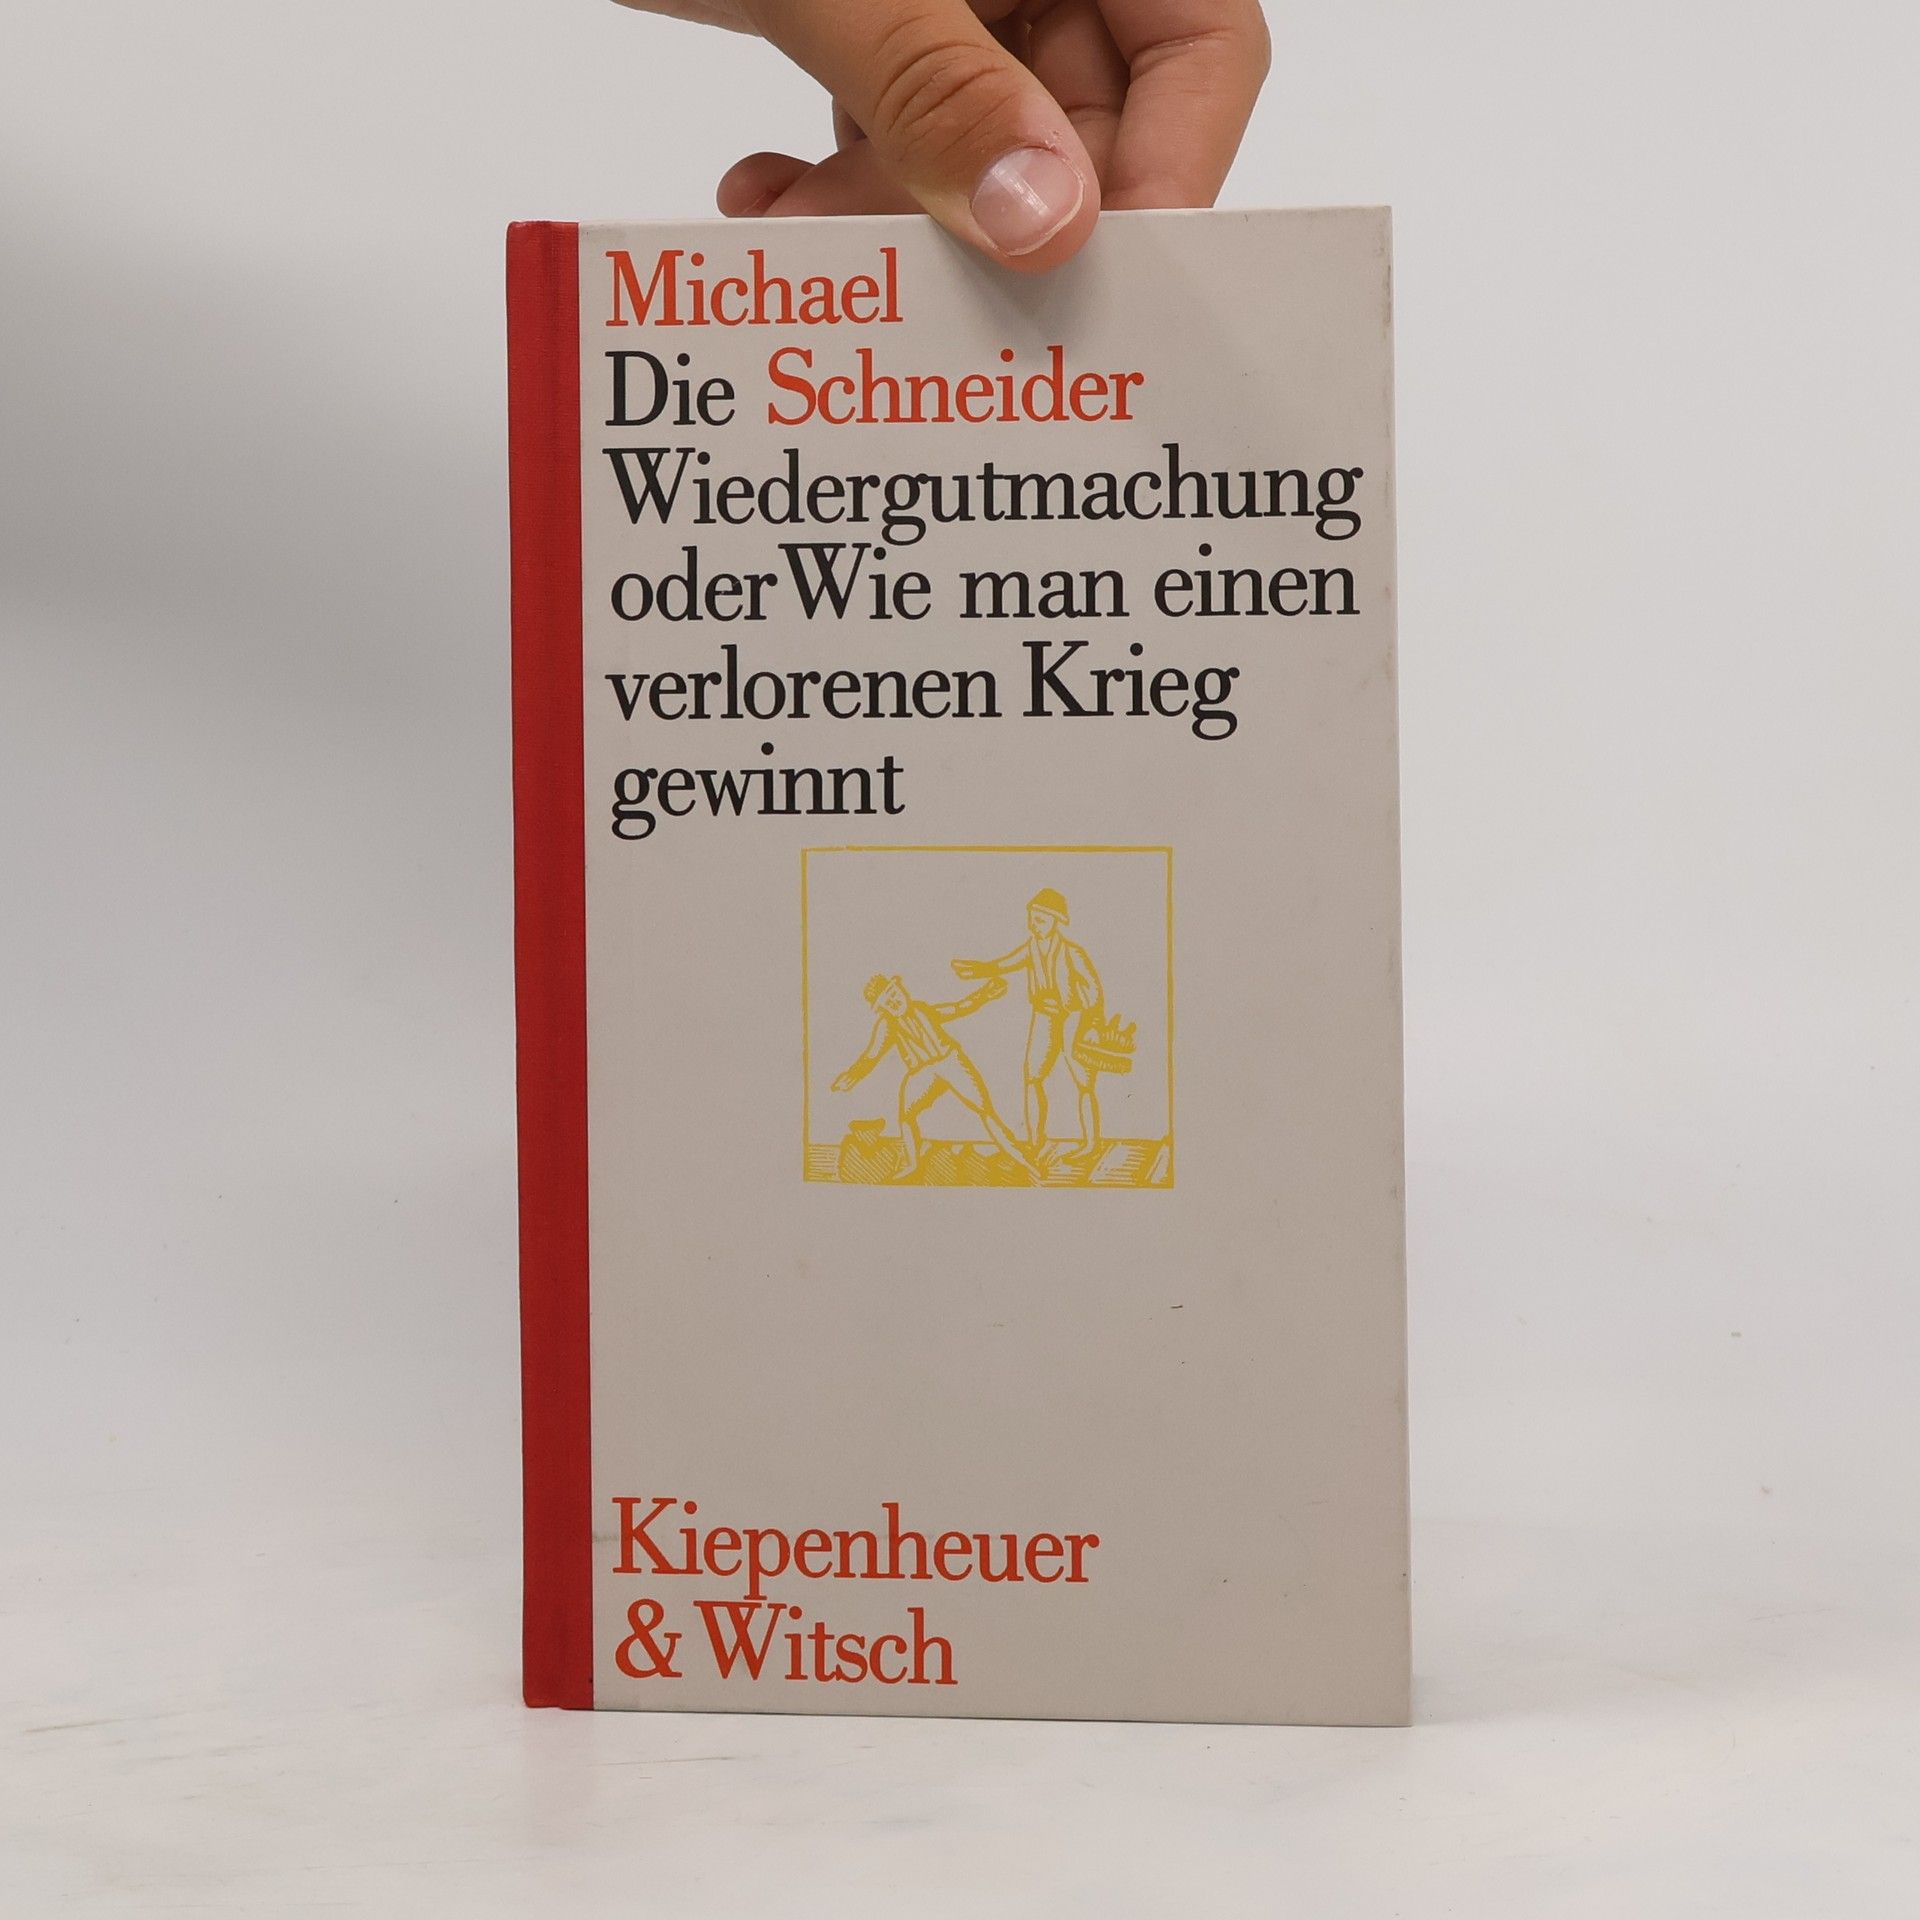 Michael
Die Schneider
Wiedergutmachung
oder Wie man einen
verlorenen Krieg
gewinnt
Kiepenheuer
& Witsch